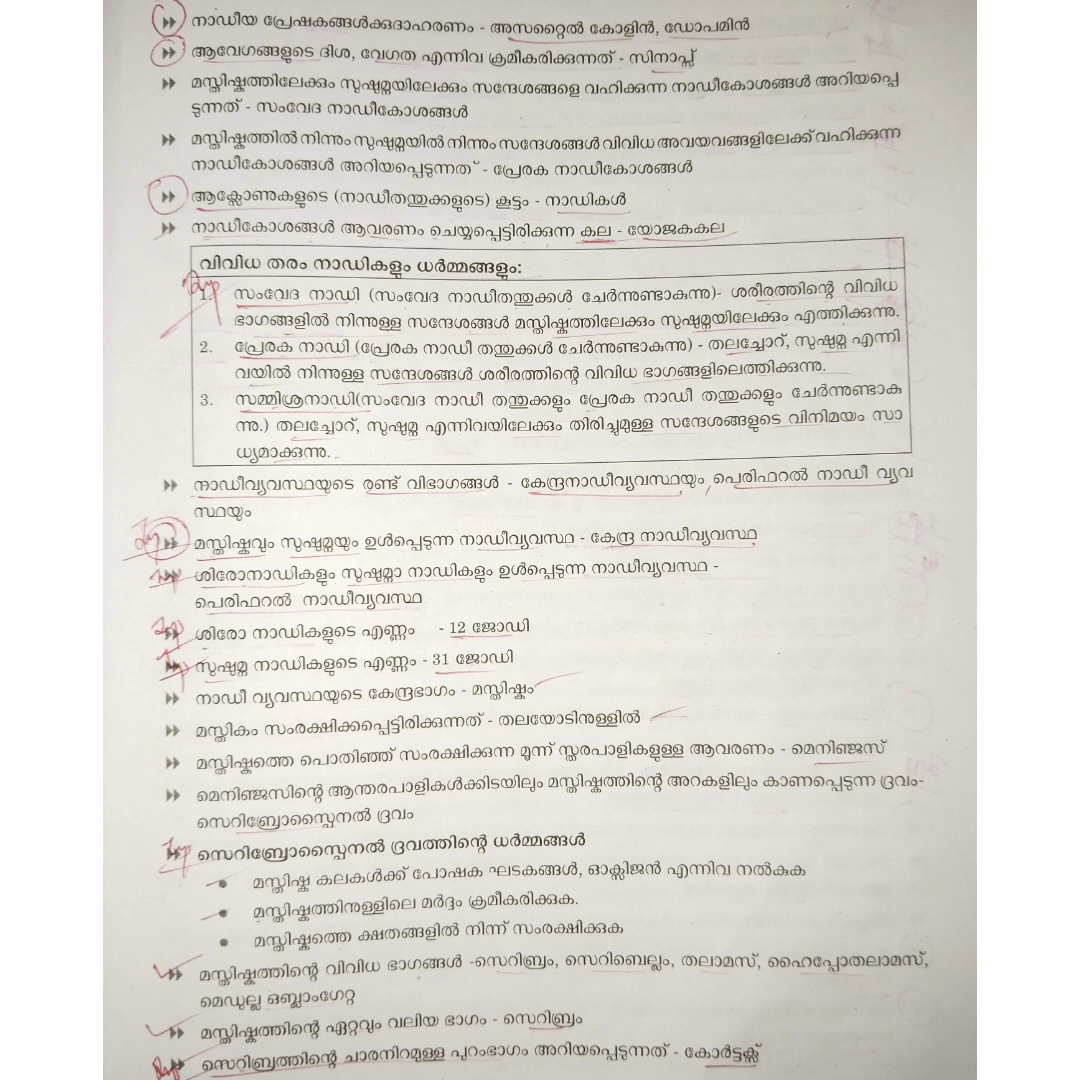 നാഡീയ പ്രേഷകങ്ങൾക്കുദാഹരണം - അസറ്റൈൽ കോളിൻ, ഡോപമിൻ
ആവേഗങ്ങളുടെ ദിശ, വേഗത എന്നിവ ക്രമീകരിക്കുന്നത് - സിനാപ്സ്
മസ്തിഷ്കത്തിലേക്കും സുഷുമ്നയിലേക്കും സന്ദേശങ്ങളെ വഹിക്കുന്ന നാഡീകോശങ്ങൾ അറിയപ്പെ
ടുന്നത് - സംവേദ നാഡീകോശങ്ങൾ
മസ്തിഷ്കത്തിൽ നിന്നും സുഷുമ്നയിൽ നിന്നും സന്ദേശങ്ങൾ വിവിധ അവയവങ്ങളിലേക്ക് വഹിക്കുന്ന
നാഡീകോശങ്ങൾ അറിയപ്പെടുന്നത് - പ്രേരക നാഡീകോശങ്ങൾ
ആക്സോണുകളുടെ (നാഡീതന്തുക്കളുടെ) കൂട്ടം - നാഡികൾ
നാഡീകോശങ്ങൾ ആവരണം ചെയ്യപ്പെട്ടിരിക്കുന്ന കല - യോജകകല
വിവിധ തരം നാഡികളും ധർമ്മങ്ങളും:
1. സംവേദ നാഡി (സംവേദ നാഡീതന്തുക്കൾ ചേർന്നുണ്ടാകുന്നു)- ശരീരത്തിന്റെ വിവിധ
ഭാഗങ്ങളിൽ നിന്നുള്ള സന്ദേശങ്ങൾ മസ്തിഷ്കത്തിലേക്കും സുഷുമ്നയിലേക്കും എത്തിക്കുന്നു.
2. പ്രേരക നാഡി (പ്രേരക നാഡീ തന്തുക്കൾ ചേർന്നുണ്ടാകുന്നു) - തലച്ചോറ്, സുഷുമ്ന എന്നി
വയിൽ നിന്നുള്ള സന്ദേശങ്ങൾ ശരീരത്തിന്റെ വിവിധ ഭാഗങ്ങളിലെത്തിക്കുന്നു.
3. സമ്മിശ്രനാഡി(സംവേദ നാഡീ തന്തുക്കളും പ്രേരക നാഡീ തന്തുക്കളും ചേർന്നുണ്ടാകു
ന്നു.) തലച്ചോറ്, സുഷുമ്ന എന്നിവയിലേക്കും തിരിച്ചുമുള്ള സന്ദേശങ്ങളുടെ വിനിമയം സാ
ധ്യമാക്കുന്നു.
നാഡീവ്യവസ്ഥയുടെ രണ്ട് വിഭാഗങ്ങൾ - കേന്ദ്രനാഡീവ്യവസ്ഥയും പെരിഫറൽ നാഡീ വ്യവ
സ്ഥയും
മസ്തിഷ്കവും സുഷുമ്നയും ഉൾപ്പെടുന്ന നാഡീവ്യവസ്ഥ - കേന്ദ്ര നാഡീവ്യവസ്ഥ
ശിരോനാഡികളും സുഷുമ്നാ നാഡികളും ഉൾപ്പെടുന്ന നാഡീവ്യവസ്ഥ -
പെരിഫറൽ നാഡീവ്യവസ്ഥ
ശിരോ നാഡികളുടെ എണ്ണം - 12 ജോഡി
സുഷുമ്ന നാഡികളുടെ എണ്ണം - 31 ജോഡി
നാഡീ വ്യവസ്ഥയുടെ കേന്ദ്രഭാഗം - മസ്തിഷ്കം
മസ്തികം സംരക്ഷിക്കപ്പെട്ടിരിക്കുന്നത് - തലയോടിനുള്ളിൽ
മസ്തിഷ്കത്തെ പൊതിഞ്ഞ് സംരക്ഷിക്കുന്ന മൂന്ന് സ്തരപാളികളുള്ള ആവരണം - മെനിഞ്ജസ്
മെനിഞ്ജസിന്റെ ആന്തരപാളികൾക്കിടയിലും മസ്തിഷ്കത്തിന്റെ അറകളിലും കാണപ്പെടുന്ന ദ്രവം-
സെറിബ്രോസ്പൈനൽ ദ്രവം
സെറിബ്രോസ്പൈനൽ ദ്രവത്തിന്റെ ധർമ്മങ്ങൾ
മസ്തിഷ്ക കലകൾക്ക് പോഷക ഘടകങ്ങൾ, ഓക്സിജൻ എന്നിവ നൽകുക
മസ്തിഷ്കത്തിനുള്ളിലെ മർദ്ദം ക്രമീകരിക്കുക.
മസ്തിഷ്കത്തെ ക്ഷതങ്ങളിൽ നിന്ന് സംരക്ഷിക്കുക
മസ്തിഷ്കത്തിന്റെ വിവിധ ഭാഗങ്ങൾ -സെറിബ്രം, സെറിബെല്ലം, തലാമസ്, ഹൈപ്പോതലാമസ്,
മെഡുല്ല ഒബ്ലാംഗേറ്റ
മസ്തിഷ്കത്തിന്റെ ഏറ്റവും വലിയ ഭാഗം - സെറിബ്രം
സെറിബ്രത്തിന്റെ ചാരനിറമുള്ള പുറംഭാഗം അറിയപ്പെടുന്നത് - കോർട്ടക്സ്